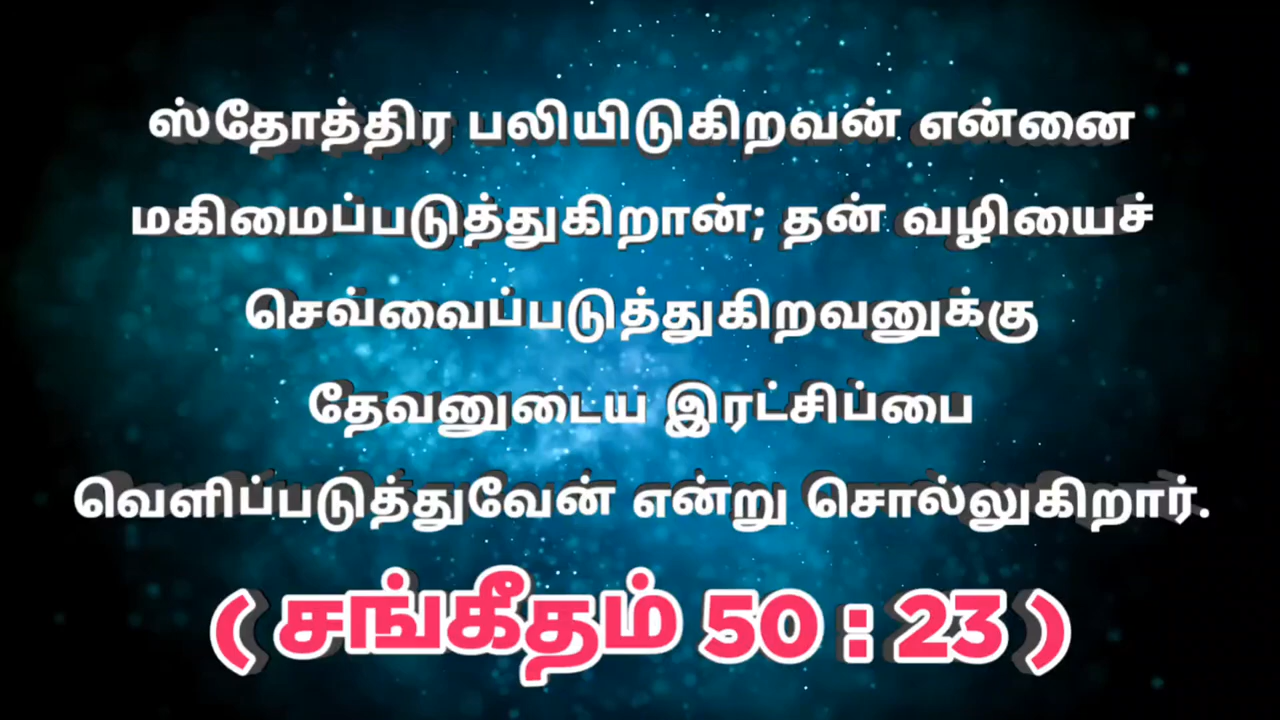 ஸ்தோத்திர பலியிடுகிறவன் என்னை
மகிமைப்படுத்துகிறான்; தன் வழியைச்
செவ்வைப்படுத்துகிறவனுக்கு
தேவனுடைய இரட்சிப்பை
வெளிப்படுத்துவேன் என்று சொல்லுகிறார்.
( சங்கீதம் 50 : 23 )